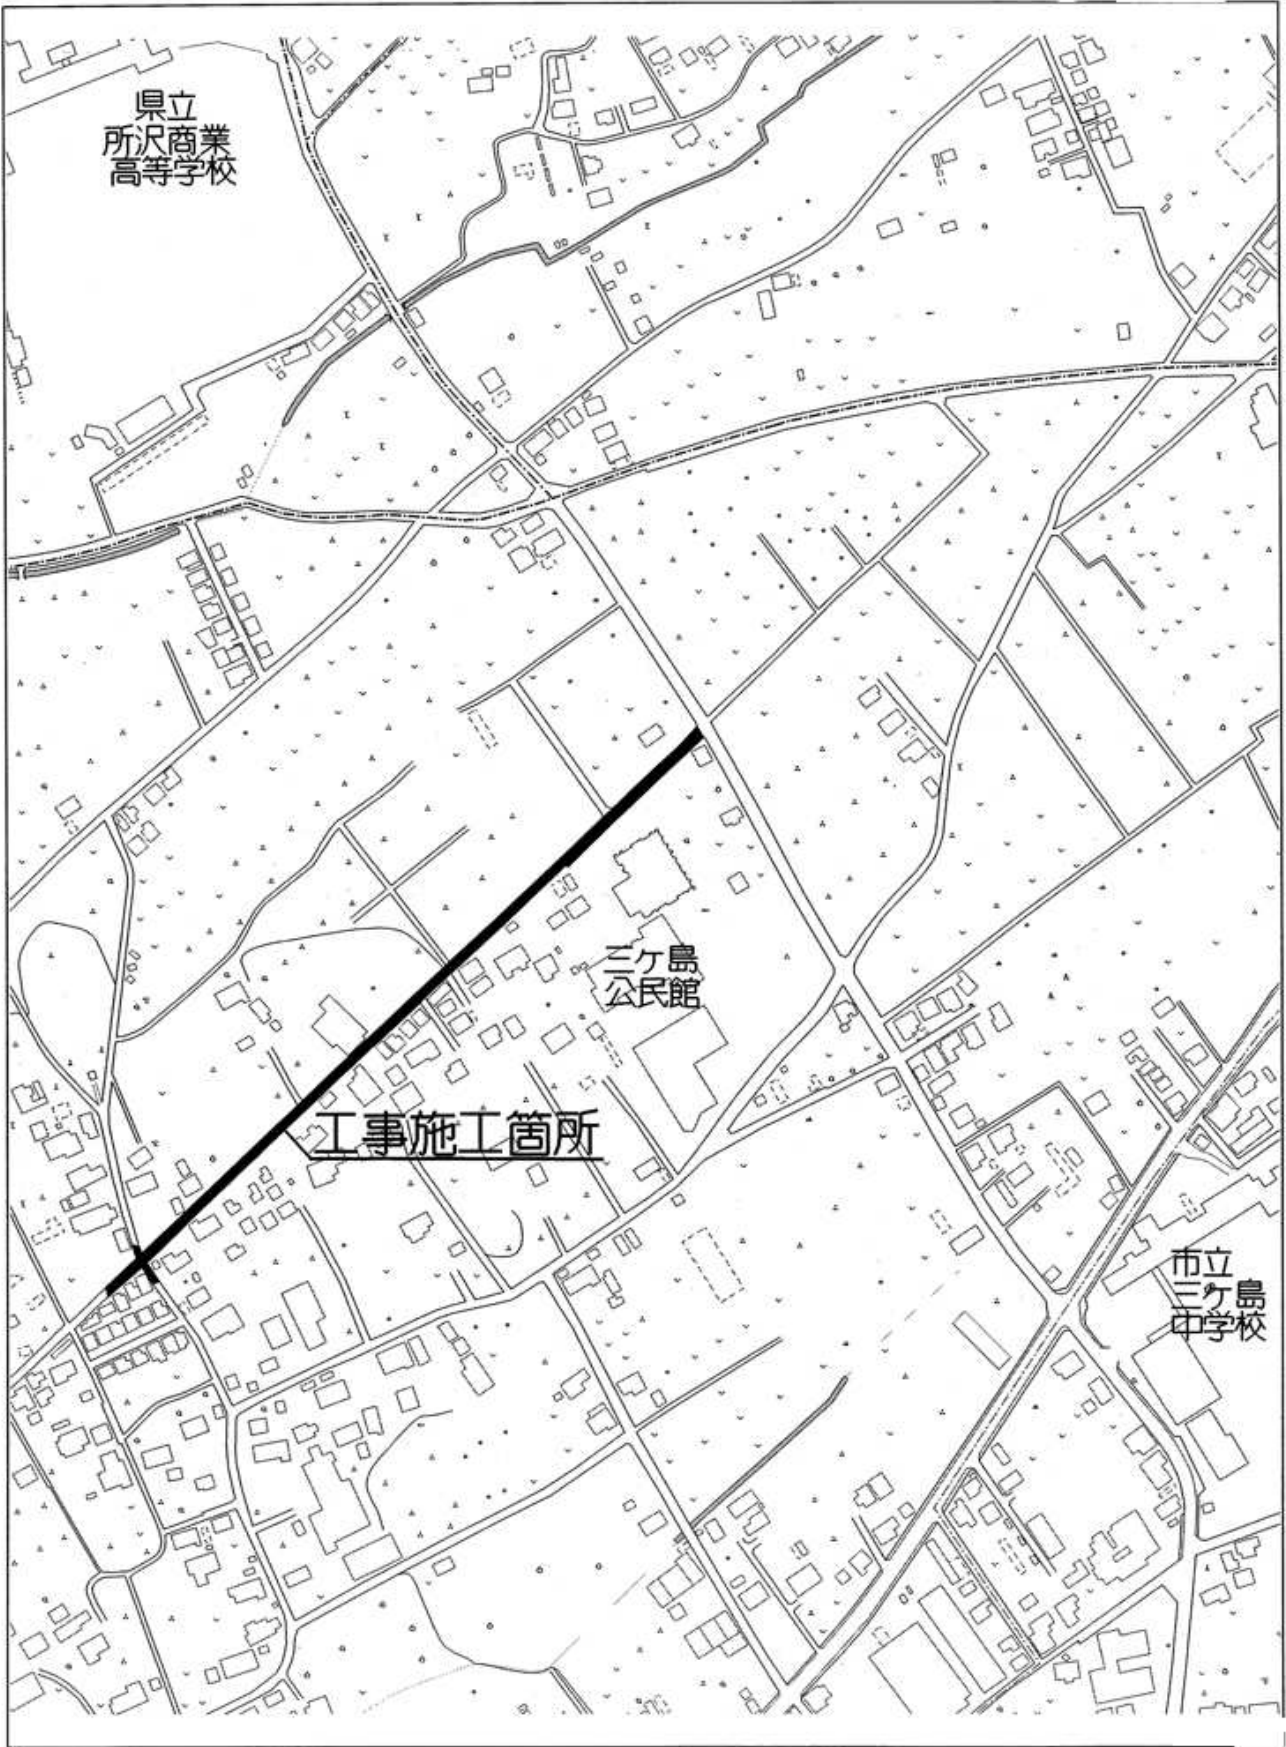 県立
所沢商業
高等学校
三ケ島
公民館
工事施工箇所
市立
三ケ島
中学校